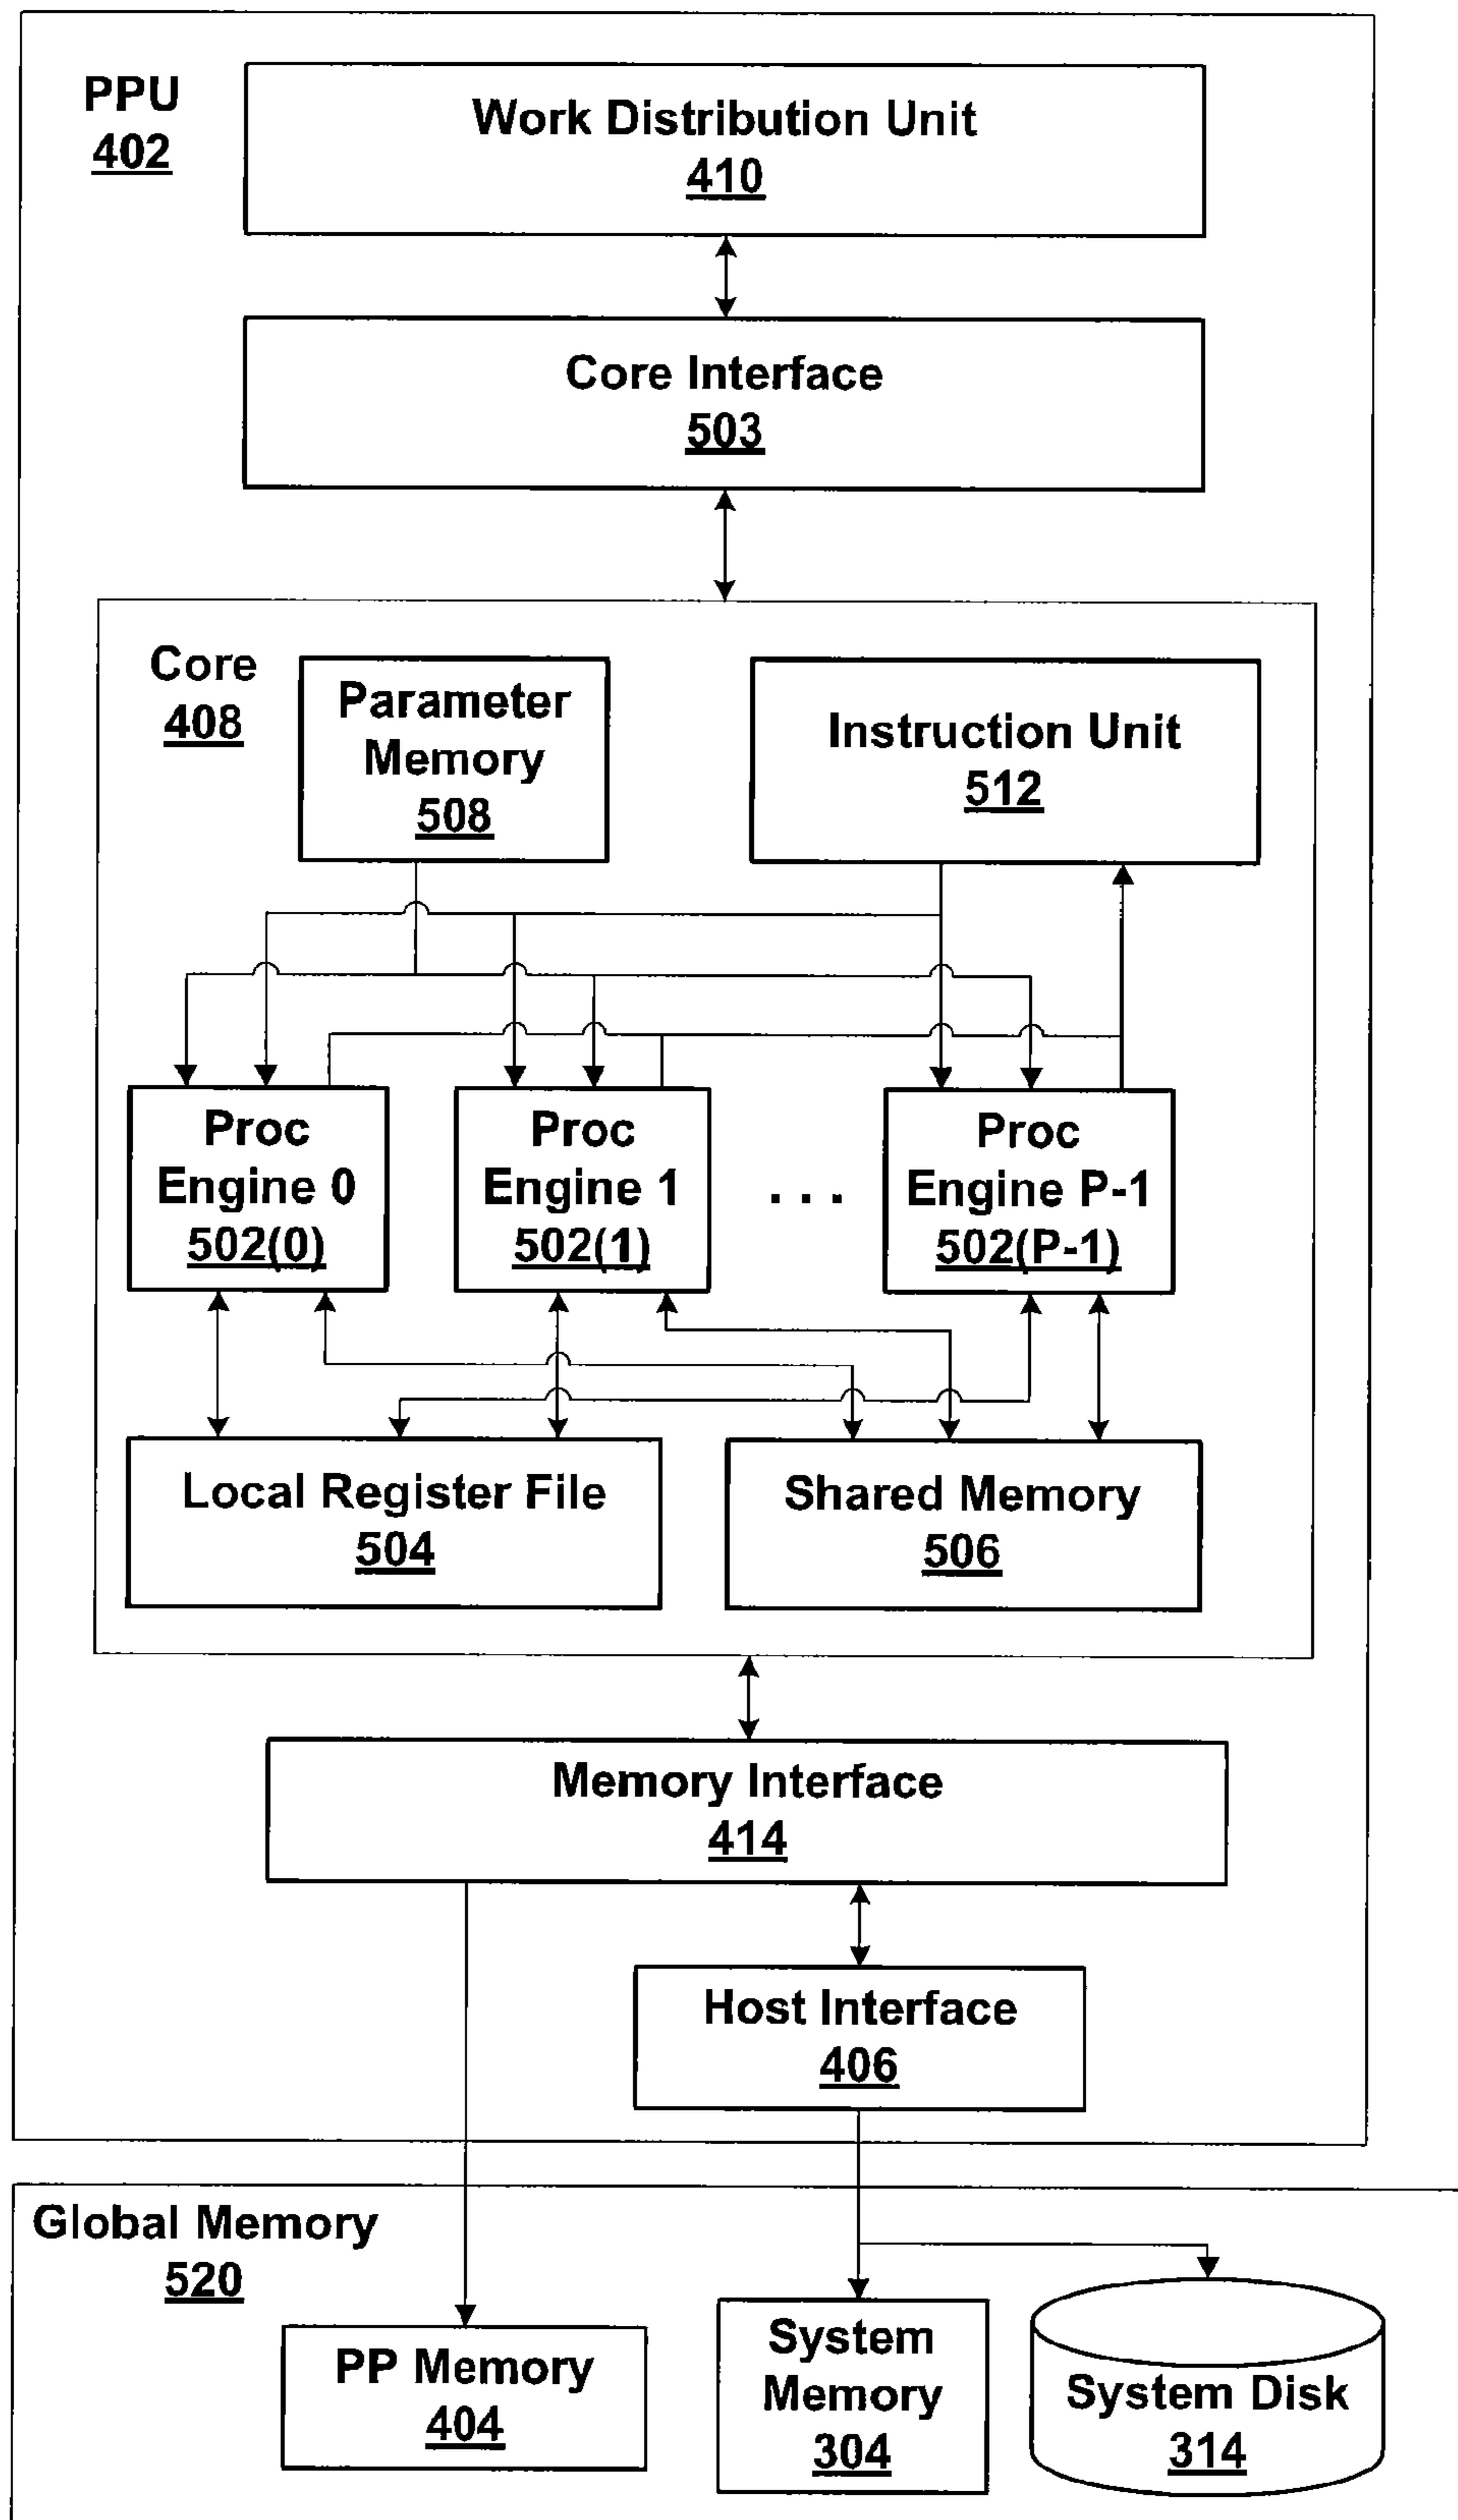 PPU
402
Work Distribution Unit
410
Core Interface
503
Core
408
Parameter
Memory
508
Instruction Unit
512
Proc
Engine 0
502(0)
Proc
Engine 1
502(1)
. . .
Proc
Engine P-1
502(P-1)
Local Register File
504
Shared Memory
506
Memory Interface
414
Host Interface
406
Global Memory
520
PP Memory
404
System
Memory
304
System Disk
314